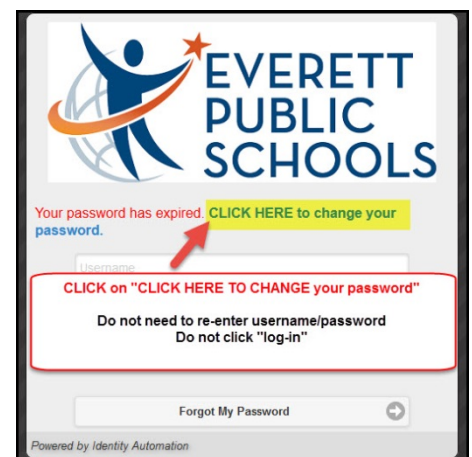 EVERETT
PUBLIC
SCHOOLS
Your password has expired. CLICK HERE to change your
password.
Username
CLICK on "CLICK HERE TO CHANGE your password"
Do not need to re-enter username/password
Do not click "log-in"
Forgot My Password
Powered by Identity Automation